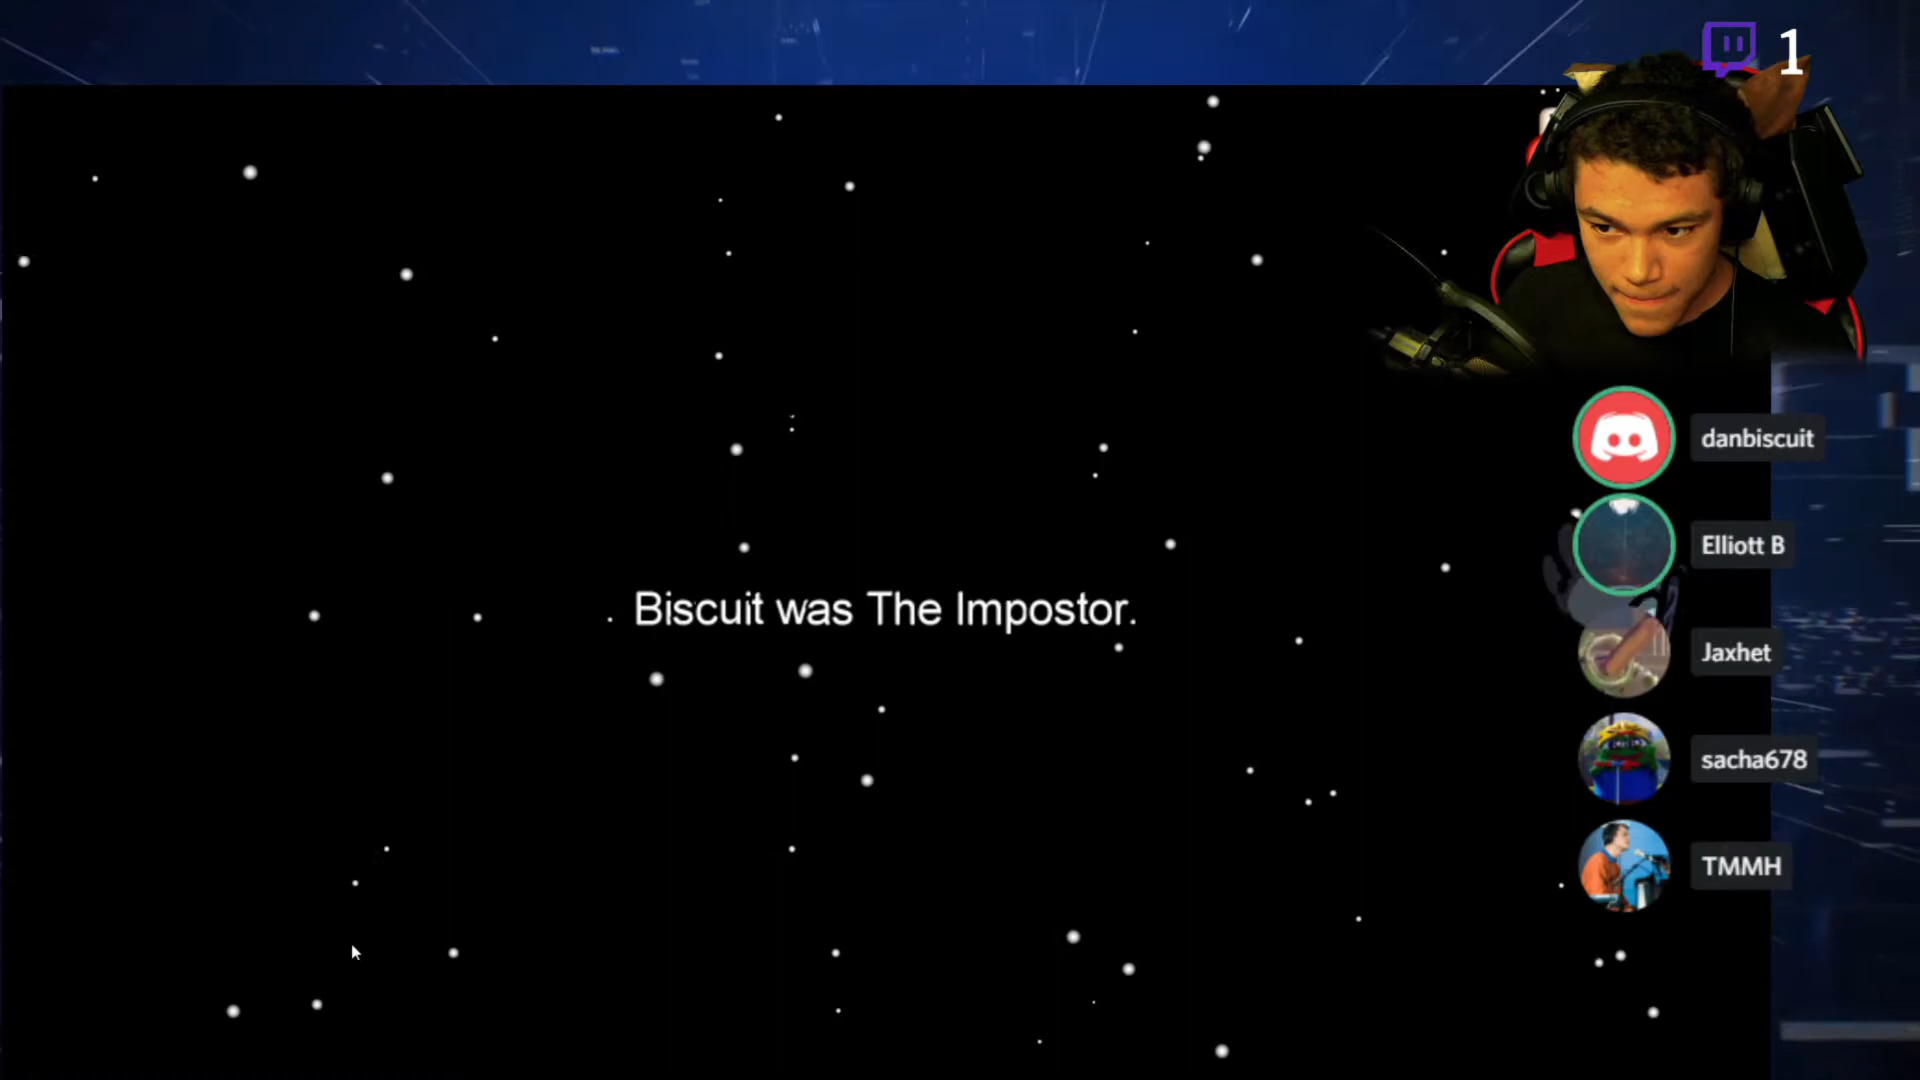 1
Biscuit was The Impostor.
danbiscuit
Elliott B
Jaxhet
sacha678
TMMH